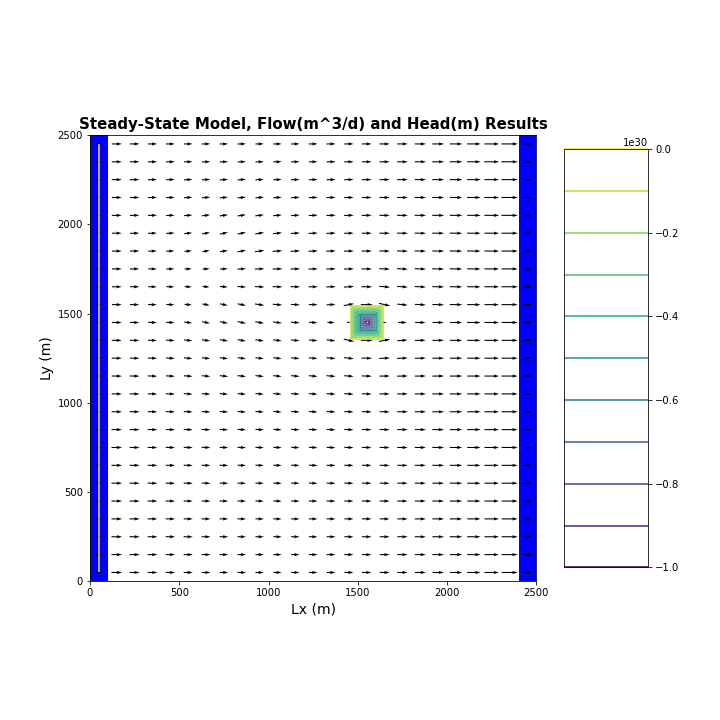 Steady-State Model, Flow(m^3/d) and Head(m) Results
1e30
2500
2000
1500
1000
500
0
Ly (m)
0 500 1000 1500 2000 2500
Lx (m)
0.0
−0.2
−0.4
−0.6
−0.8
−1.0